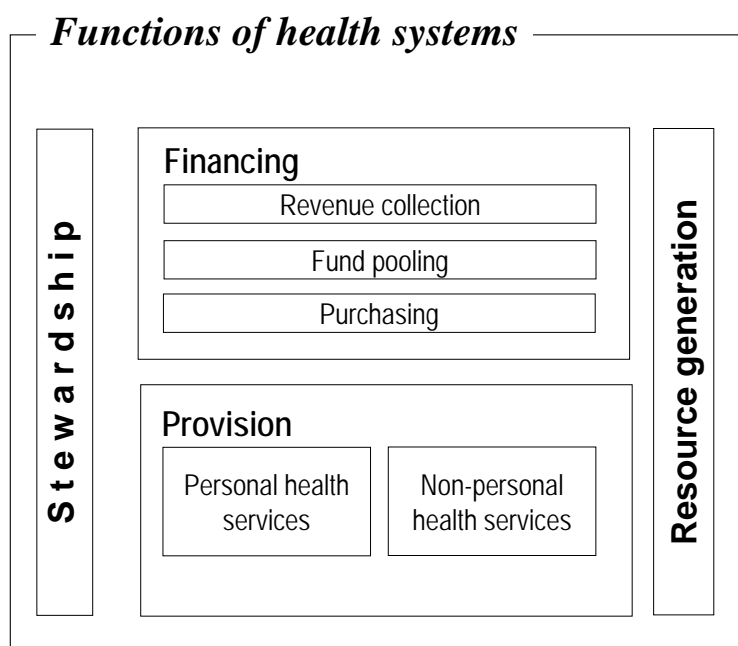 Functions of health systems
Stewardship
Financing
Revenue collection
Fund pooling
Purchasing
Provision
Personal health
services
Non-personal
health services
Resource generation